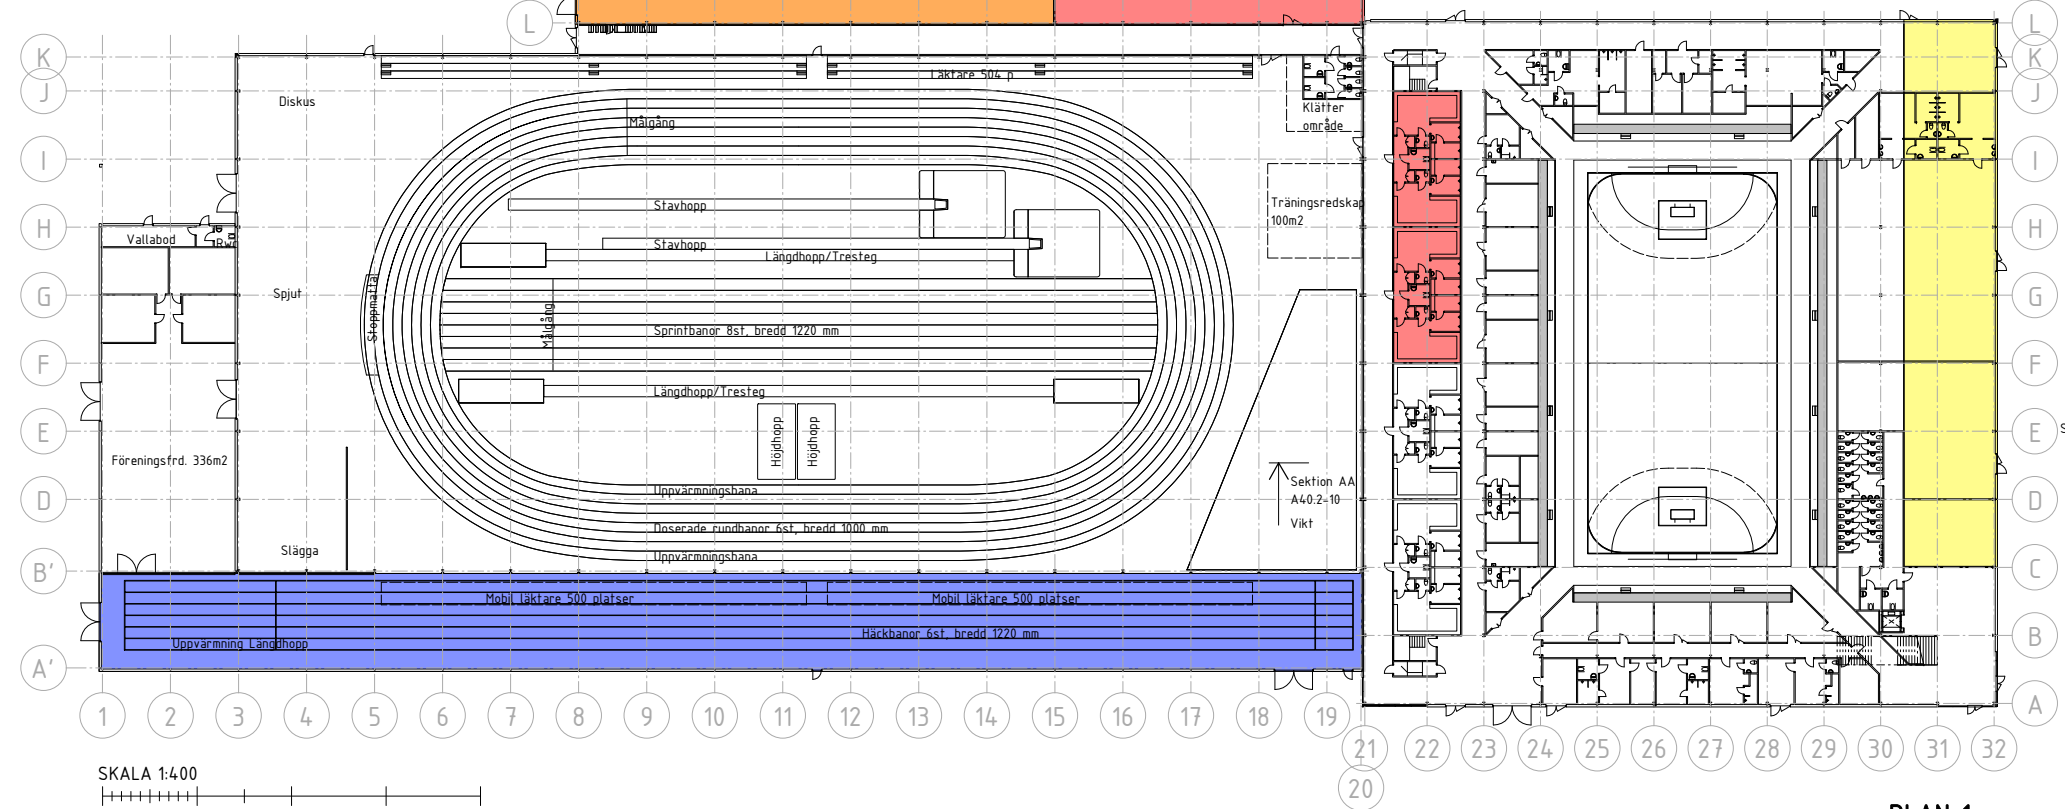 L
L
K
Läktare 504 p
K
J
Diskus
J
Klätter
Målgång
område
I
I
Stavhopp
Träningsredskap
100m2
H
Vallabod
Rwc
Stavhopp
H
Längdhopp/Tresteg
G
Spjut
G
Stoppmatta
Målgång
Sprintbanor 8st, bredd 1220 mm
F
F
Längdhopp/Tresteg
E
Höjdhopp
Höjdhopp
E
S
Föreningsfrd. 336m2
Sektion AA
A40.2-10
D
Uppvärmningsbana
D
Vikt
Doserade rundbanor 6st, bredd 1000 mm
Slägga
Uppvärmningsbana
B'
C
Mobil läktare 500 platser
Mobil läktare 500 platser
Häckbanor 6st, bredd 1220 mm
B
Uppvärmning Längdhopp
A'
1 2 3 4 5 6 7 8 9 10 11 12 13 14 15 16 17 18 19
A
21 22 23 24 25 26 27 28 29 30 31 32
20
SKALA 1:400
PLAN 1